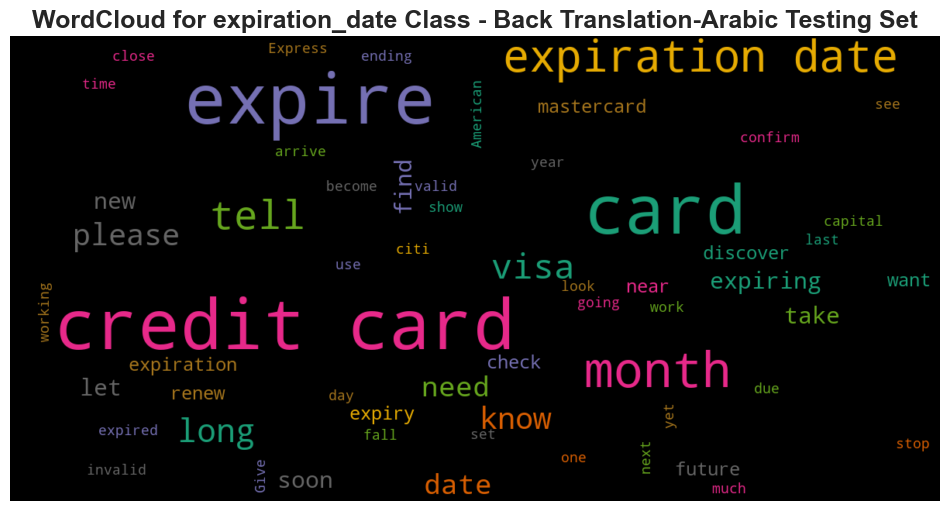 WordCloud for expiration_date Class - Back Translation-Arabic Testing Set
close
Express
ending
expiration date
time
expire
American
mastercard
see
confirm
arrive
year
become
valid
find
new
tell
show
card
capital
please
citi
last
discover
use
visa
near
expiring
want
look
working
going
work
take
credit card
month
expiration
check
let
renew
day
need
due
expiry
know
yet
expired
long
fall
set
stop
invalid
Give
soon
date
one
next
future
much